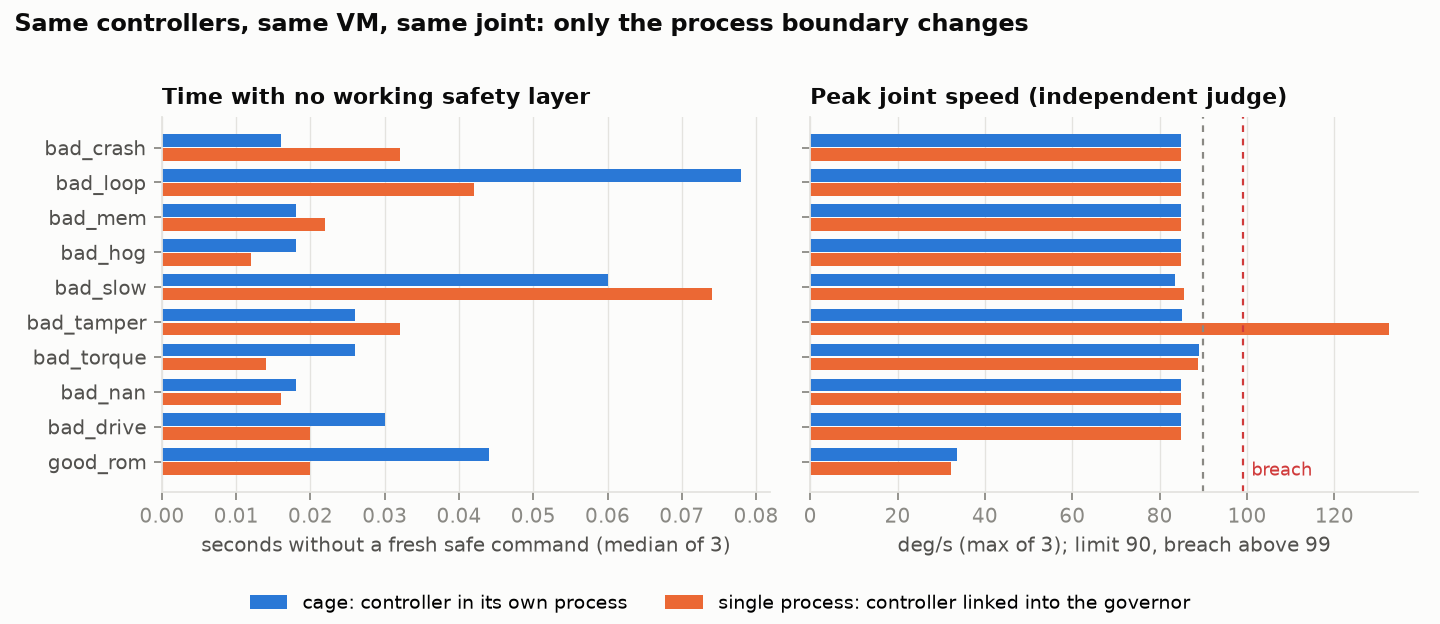 Same controllers, same VM, same joint: only the process boundary changes
Time with no working safety layer
Peak joint speed (independent judge)
bad_crash
bad_loop
bad_mem
bad_hog
bad_slow
bad_tamper
bad_torque
bad_nan
bad_drive
good_rom
breach
0.00 0.01 0.02 0.03 0.04 0.05 0.06 0.07 0.08
0 20 40 60 80 100 120
seconds without a fresh safe command (median of 3)
deg/s (max of 3); limit 90, breach above 99
cage: controller in its own process
single process: controller linked into the governor